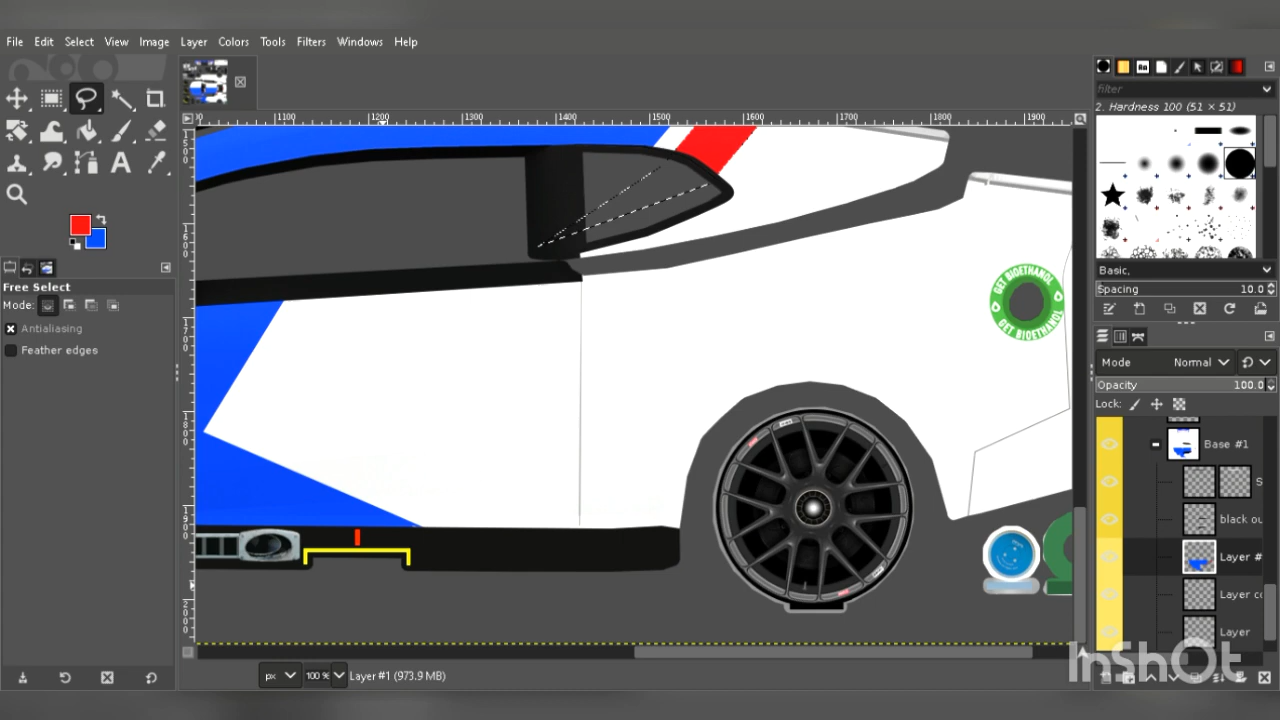 File Edit Select View Image Layer Colors Tools Filters Windows Help
filter
2. Hardness 100 (51 × 51)
1100 1200 1300 1400 1500 1600 1700 1800 1900
Free Select
Mode:
Antialiasing
Feather edges
GET BIOETHANOL
GET BIOETHANOL
Basic,
Spacing 10.0
Mode Normal
Opacity 100.0
Lock:
Base #1
S
black ou
Layer #
Layer co
Layer
px 100 % Layer #1 (973.9 MB)
InShOt